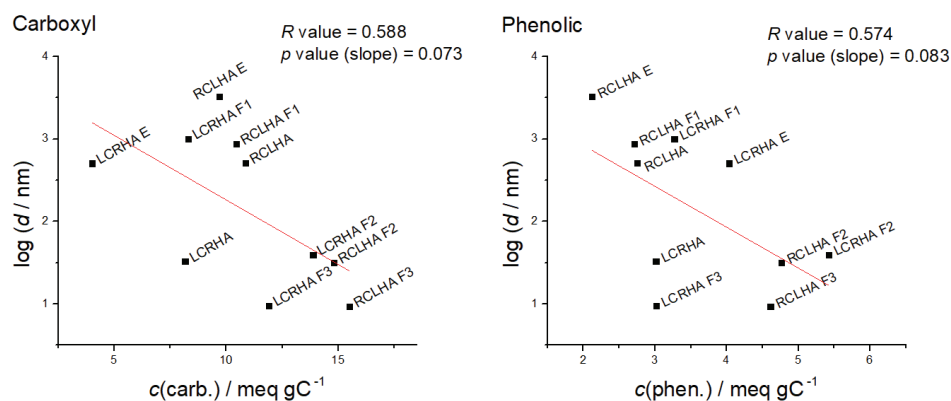 Carboxyl
R value = 0.588
p value (slope) = 0.073
4
3
2
1
log (d / nm)
RCLHA E
LCRHA F1
RCLHA F1
RCLHA
LCRHA E
LCRHA
LCRHA F2
RCLHA F2
LCRHA F3
RCLHA F3
5
10
15
c(carb.) / meq gC⁻¹
Phenolic
R value = 0.574
p value (slope) = 0.083
4
3
2
1
log (d / nm)
RCLHA E
RCLHA F1
LCRHA F1
RCLHA
LCRHA E
LCRHA
RCLHA F2
LCRHA F2
LCRHA F3
RCLHA F3
2
3
4
5
6
c(phen.) / meq gC⁻¹